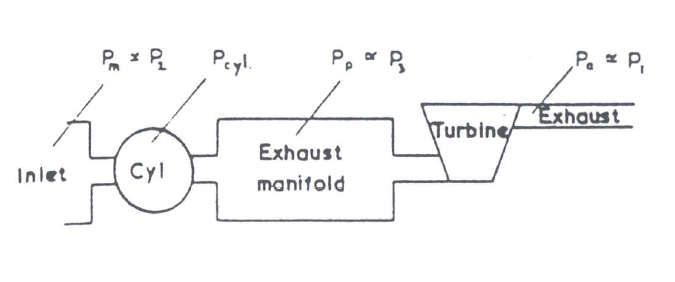 Pm ≃ P2
Pcyl.
Pp ∝ P3
Pa ≃ P1
Inlet
Cyl
Exhaust
manifold
Turbine
Exhaust